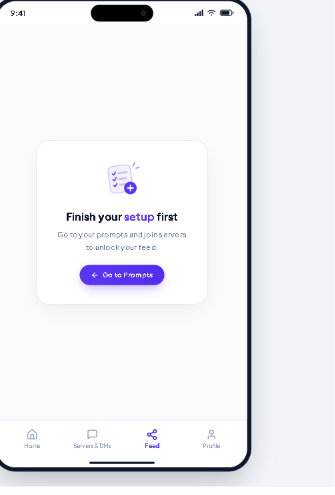 9:41
Finish your setup first
Go to your prompts and join servers
to unlock your feed.
Go to Prompts
Home
Servers & DMs
Feed
Profile